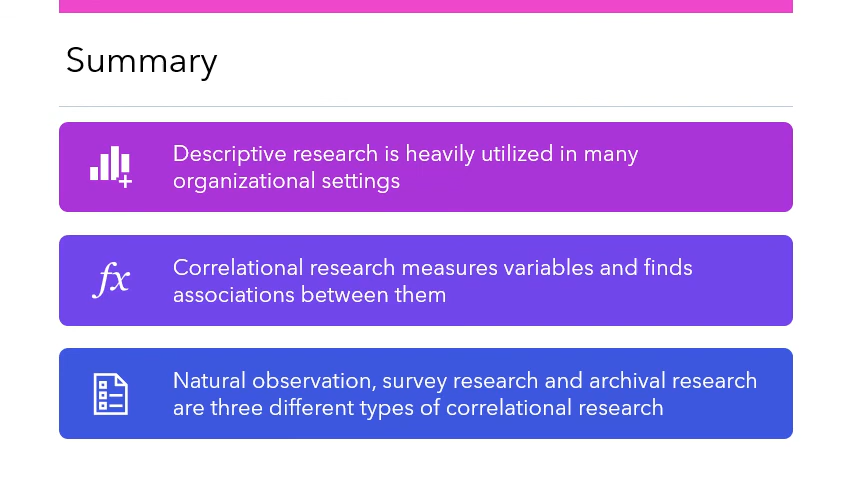 Summary
Descriptive research is heavily utilized in many
organizational settings
fx
Correlational research measures variables and finds
associations between them
Natural observation, survey research and archival research
are three different types of correlational research